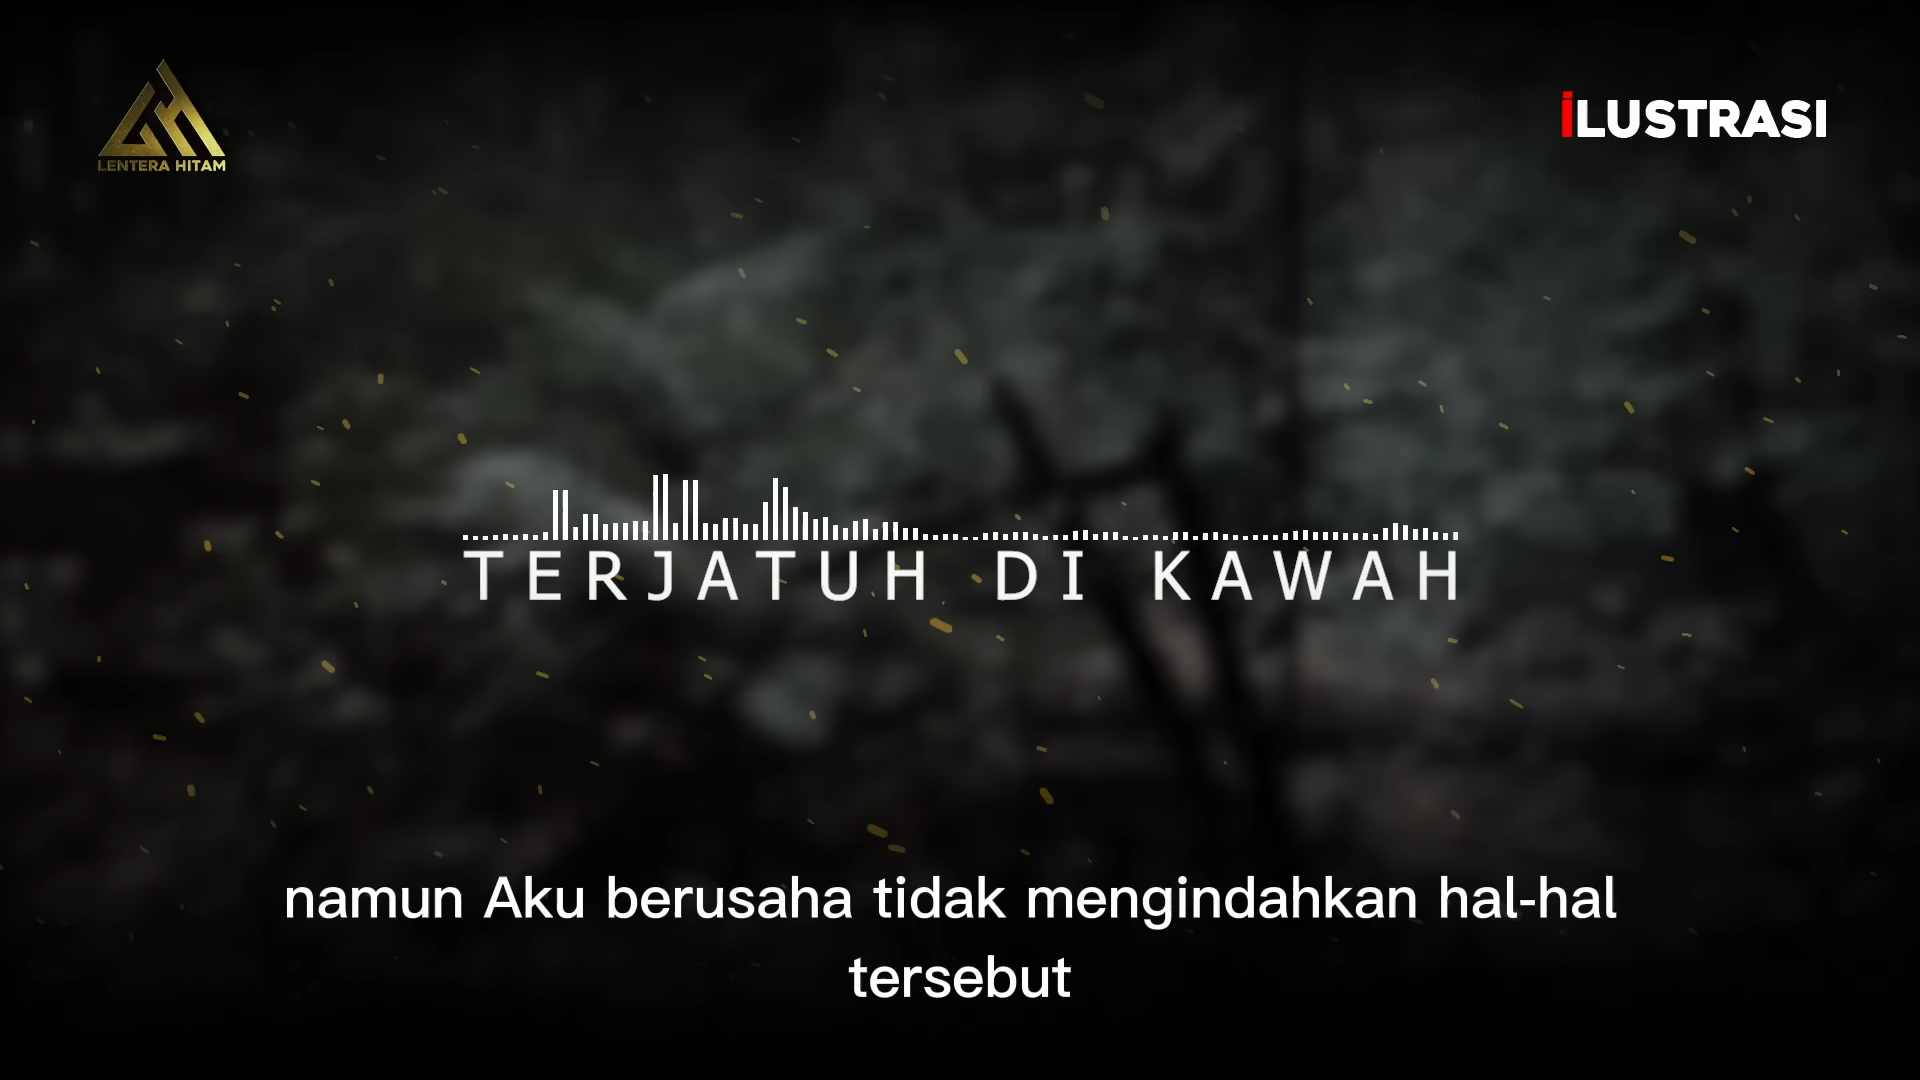 LENTERA HITAM
iLUSTRASI
TERJATUH DI KAWAH
namun Aku berusaha tidak mengindahkan hal-hal
tersebut